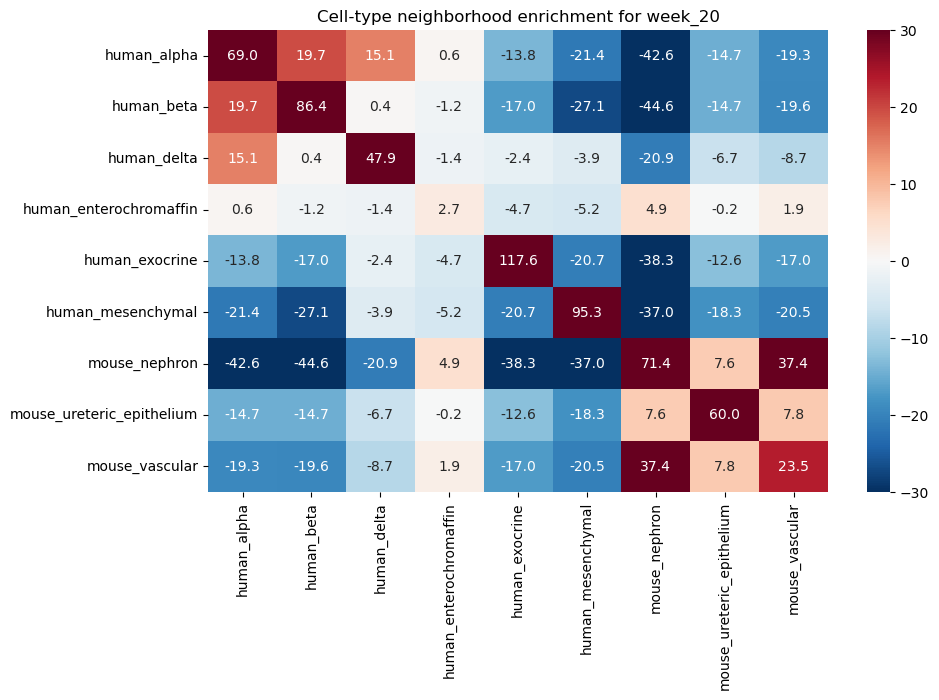 Cell-type neighborhood enrichment for week_20
human_alpha 69.0 19.7 15.1 0.6 -13.8 -21.4 -42.6 -14.7 -19.3
human_beta 19.7 86.4 0.4 -1.2 -17.0 -27.1 -44.6 -14.7 -19.6
human_delta 15.1 0.4 47.9 -1.4 -2.4 -3.9 -20.9 -6.7 -8.7
human_enterochromaffin 0.6 -1.2 -1.4 2.7 -4.7 -5.2 4.9 -0.2 1.9
human_exocrine -13.8 -17.0 -2.4 -4.7 117.6 -20.7 -38.3 -12.6 -17.0
human_mesenchymal -21.4 -27.1 -3.9 -5.2 -20.7 95.3 -37.0 -18.3 -20.5
mouse_nephron -42.6 -44.6 -20.9 4.9 -38.3 -37.0 71.4 7.6 37.4
mouse_ureteric_epithelium -14.7 -14.7 -6.7 -0.2 -12.6 -18.3 7.6 60.0 7.8
mouse_vascular -19.3 -19.6 -8.7 1.9 -17.0 -20.5 37.4 7.8 23.5
human_alpha
human_beta
human_delta
human_enterochromaffin
human_exocrine
human_mesenchymal
mouse_nephron
mouse_ureteric_epithelium
mouse_vascular
30
20
10
0
−10
−20
−30